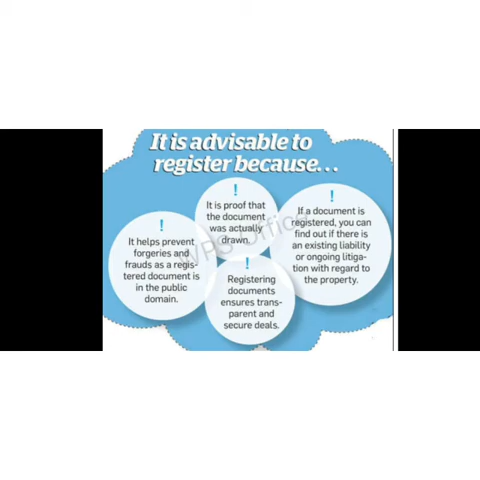 It is advisable to
register because...
!
It is proof that
the document
was actually
drawn.
!
If a document is
registered, you can
find out if there is
an existing liability
or ongoing litiga-
tion with regard to
the property.
!
It helps prevent
forgeries and
frauds as a regis-
tered document is
in the public
domain.
!
Registering
documents
ensures trans-
parent and
secure deals.
WPS Office